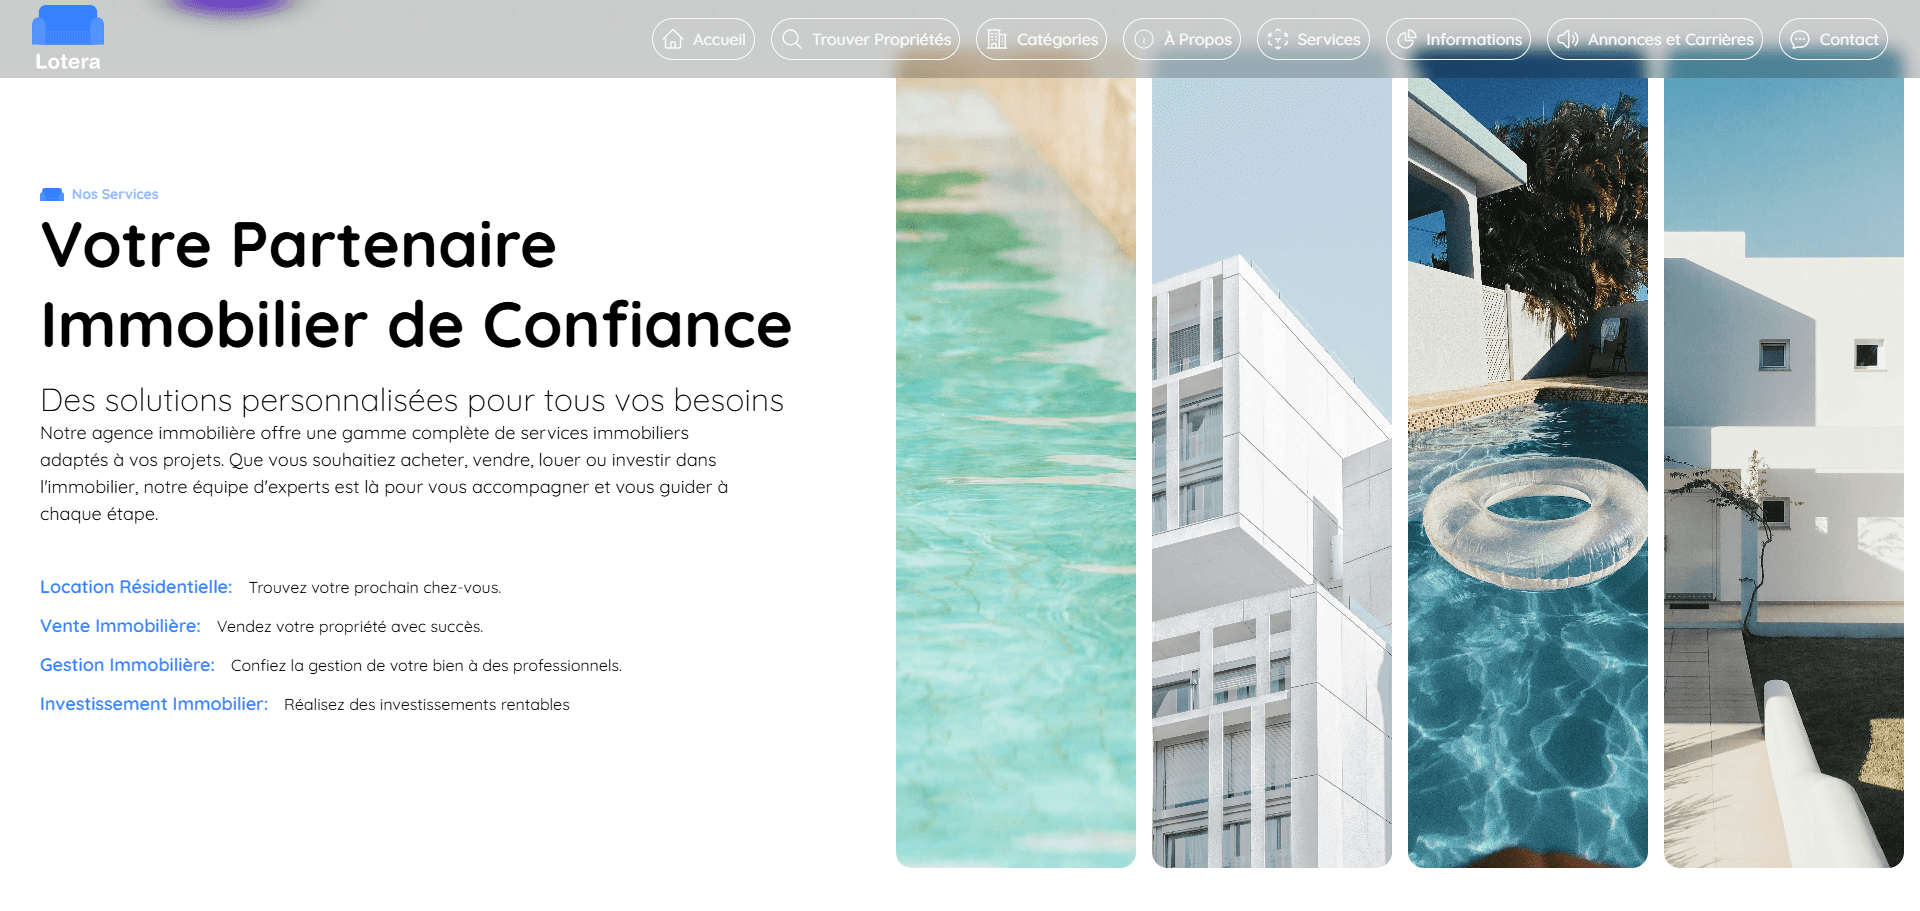 Lotera
Accueil
Trouver Propriétés
Catégories
À Propos
Services
Informations
Annonces et Carrières
Contact
Nos Services
Votre Partenaire
Immobilier de Confiance
Des solutions personnalisées pour tous vos besoins
Notre agence immobilière offre une gamme complète de services immobiliers
adaptés à vos projets. Que vous souhaitiez acheter, vendre, louer ou investir dans
l'immobilier, notre équipe d'experts est là pour vous accompagner et vous guider à
chaque étape.
Location Résidentielle: Trouvez votre prochain chez-vous.
Vente Immobilière: Vendez votre propriété avec succès.
Gestion Immobilière: Confiez la gestion de votre bien à des professionnels.
Investissement Immobilier: Réalisez des investissements rentables